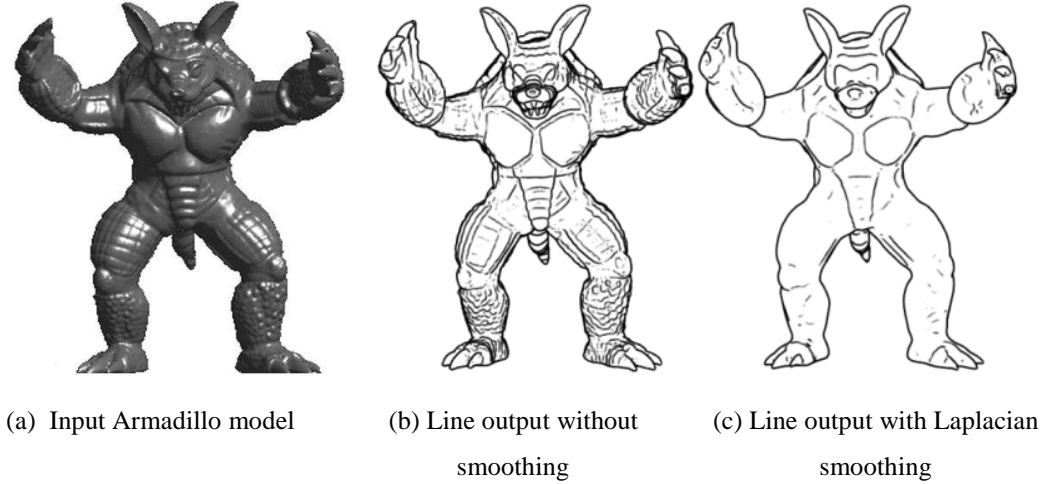 (a) Input Armadillo model
(b) Line output without
smoothing
(c) Line output with Laplacian
smoothing